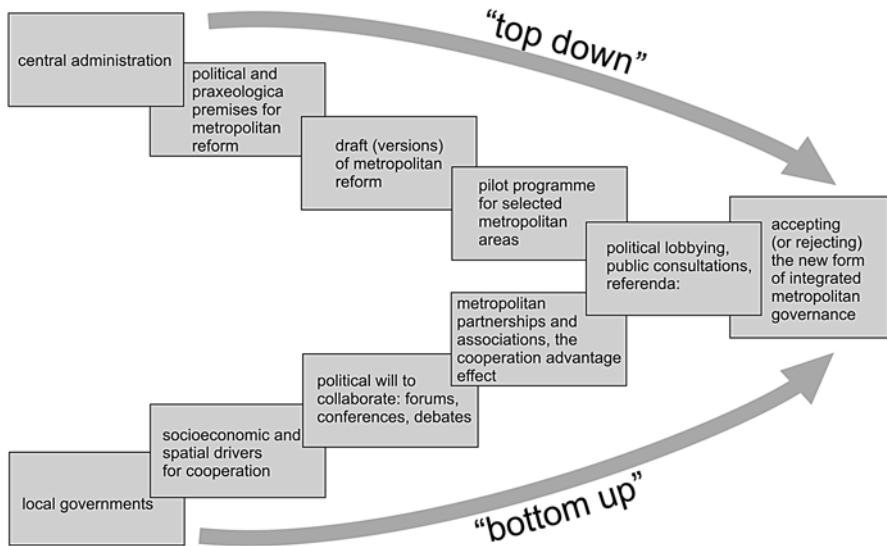 central administration
"top down"
political and
praxeologica
premises for
metropolitan
reform
draft (versions)
of metropolitan
reform
pilot programme
for selected
metropolitan
areas
political lobbying,
public consultations,
referenda:
accepting
(or rejecting)
the new form
of integrated
metropolitan
governance
metropolitan
partnerships and
associations, the
cooperation advantage
effect
political will to
collaborate: forums,
conferences, debates
socioeconomic and
spatial drivers
for cooperation
local governments
"bottom up"